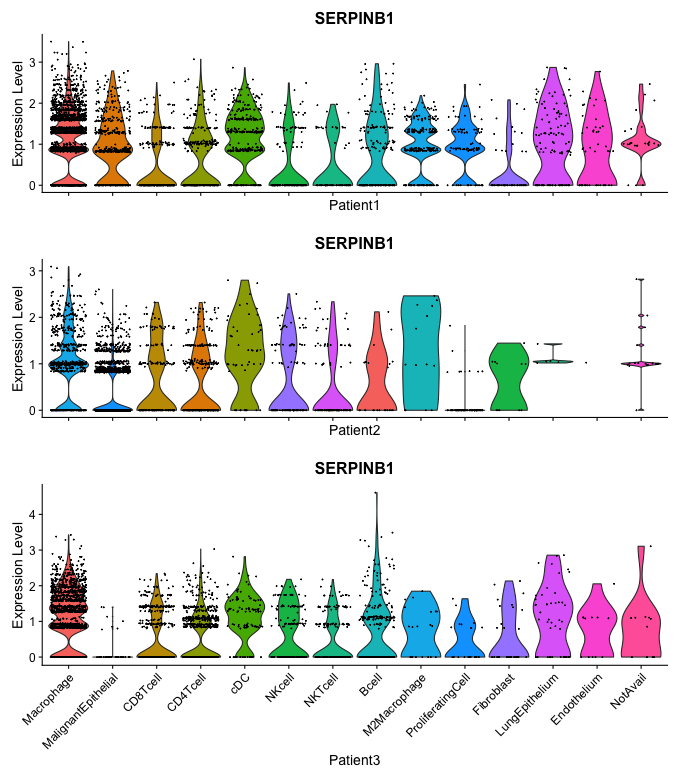 SERPINB1
Expression Level
3
2
1
0
Patient1
SERPINB1
Expression Level
3
2
1
0
Patient2
SERPINB1
Expression Level
4
3
2
1
0
Macrophage
MalignantEpithelial
CD8Tcell
CD4Tcell
cDC
NKcell
NKTcell
Bcell
M2Macrophage
ProliferatingCell
Fibroblast
LungEpithelium
Endothelium
NotAvail
Patient3